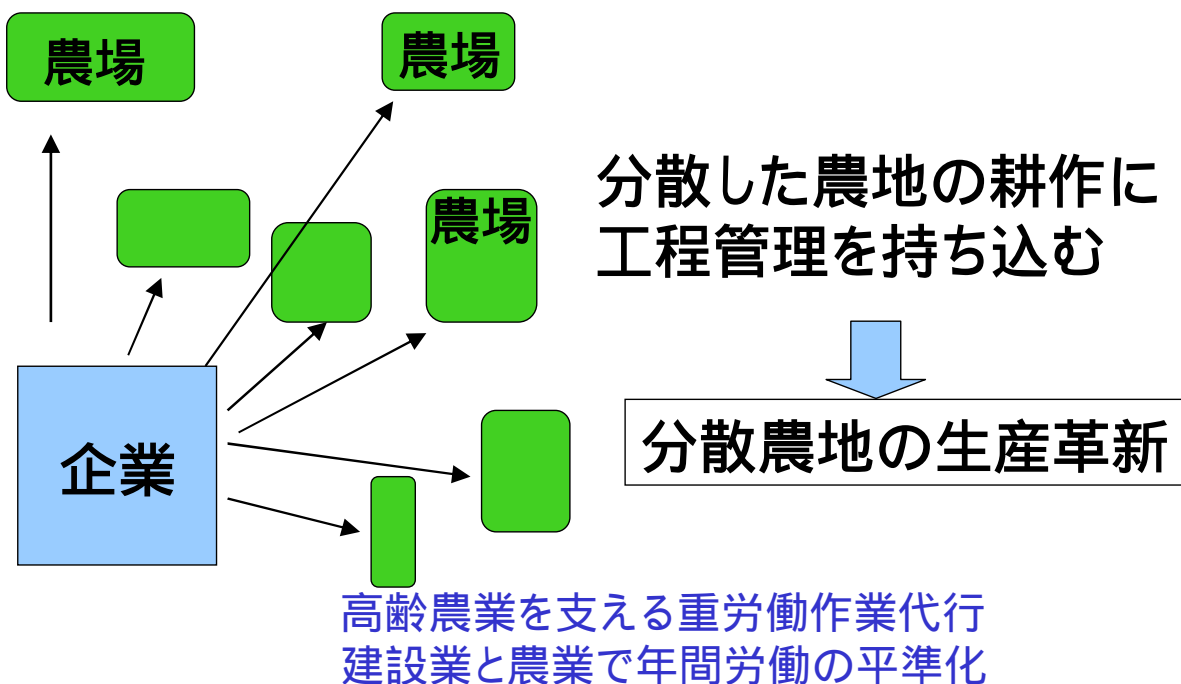 農場
農場
農場
企業
分散した農地の耕作に
工程管理を持ち込む
分散農地の生産革新
高齢農業を支える重労働作業代行
建設業と農業で年間労働の平準化